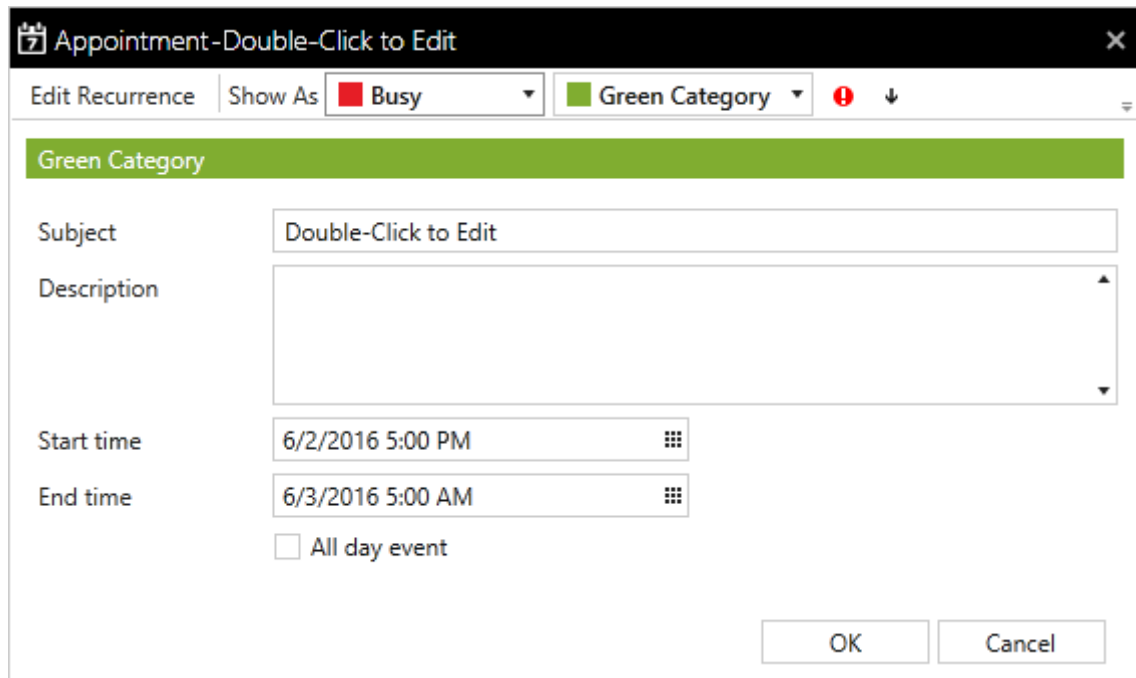 7 Appointment-Double-Click to Edit
Edit Recurrence Show As Busy Green Category
Green Category
Subject Double-Click to Edit
Description
Start time 6/2/2016 5:00 PM
End time 6/3/2016 5:00 AM
All day event
OK Cancel